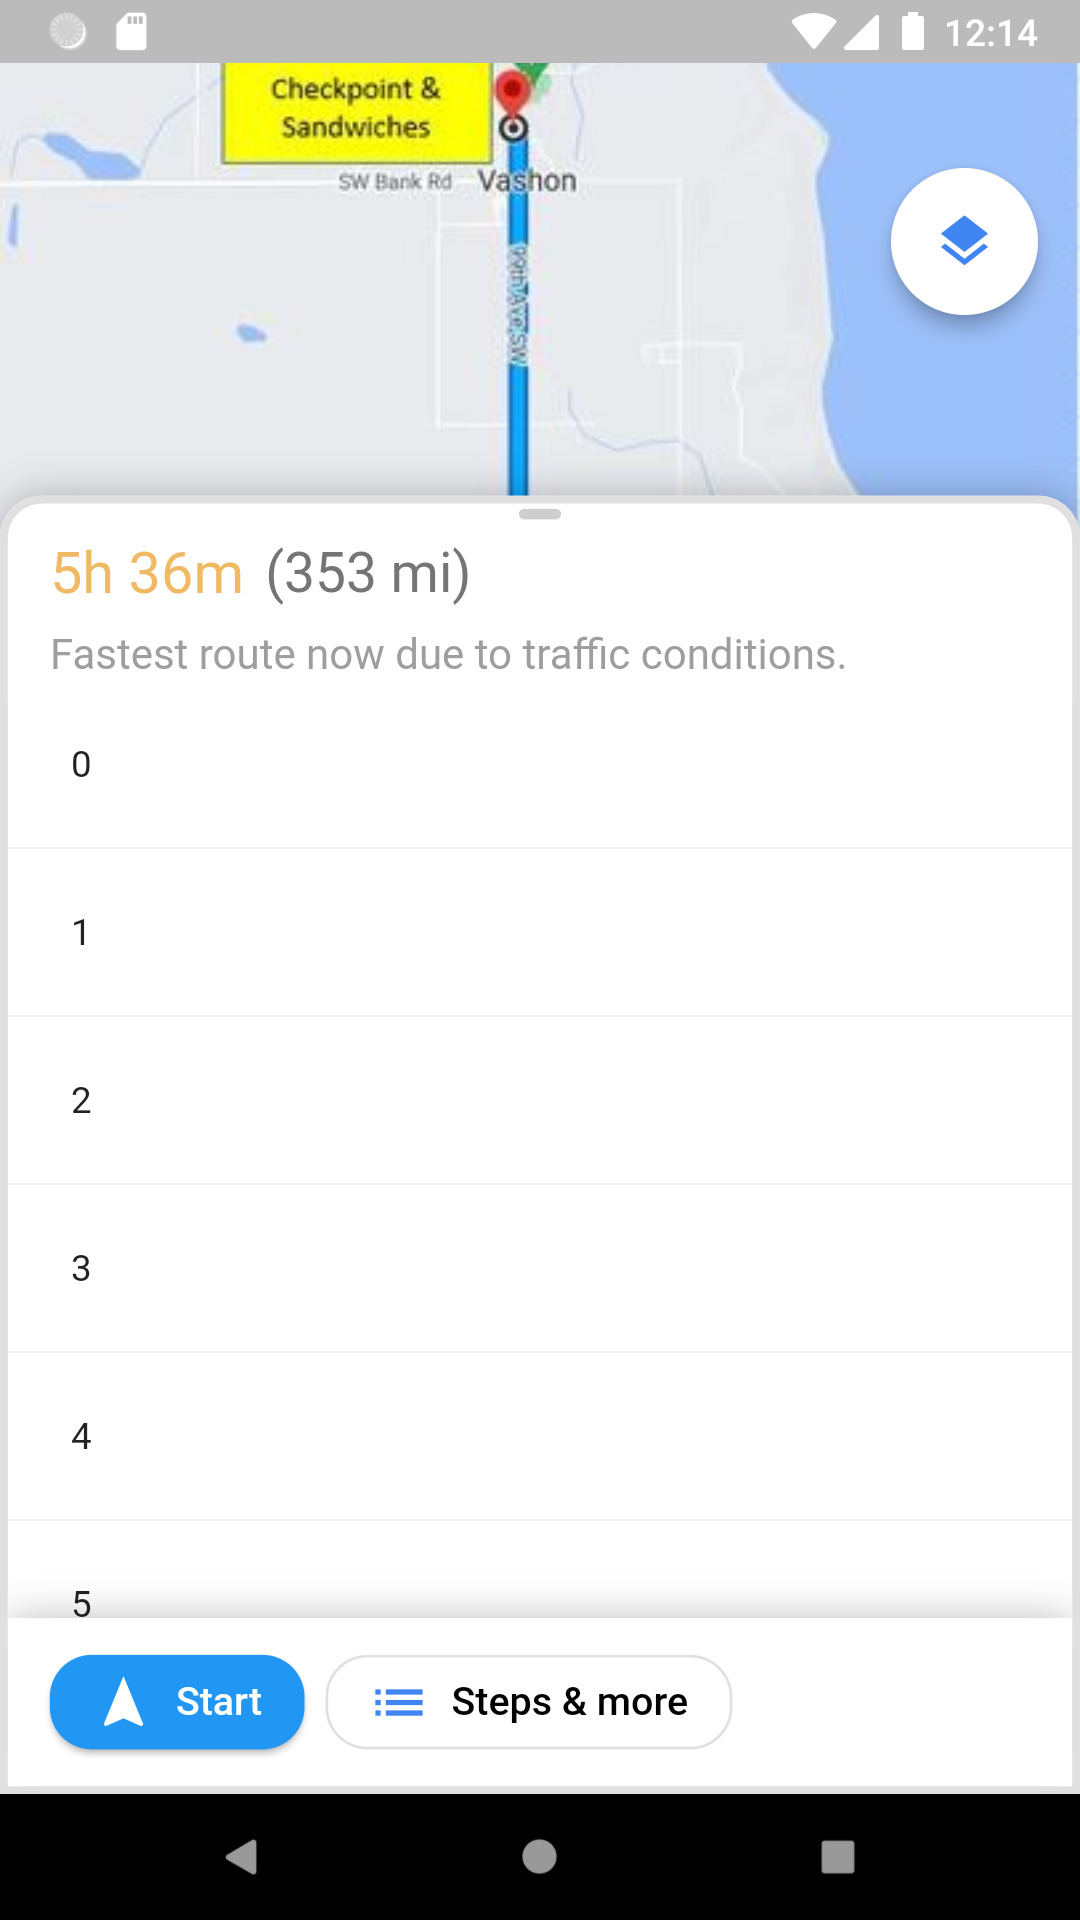 12:14
Checkpoint &
Sandwiches
SW Bank Rd
Vashon
99th Ave SW
5h 36m (353 mi)
Fastest route now due to traffic conditions.
0
1
2
3
4
5
Start
Steps & more